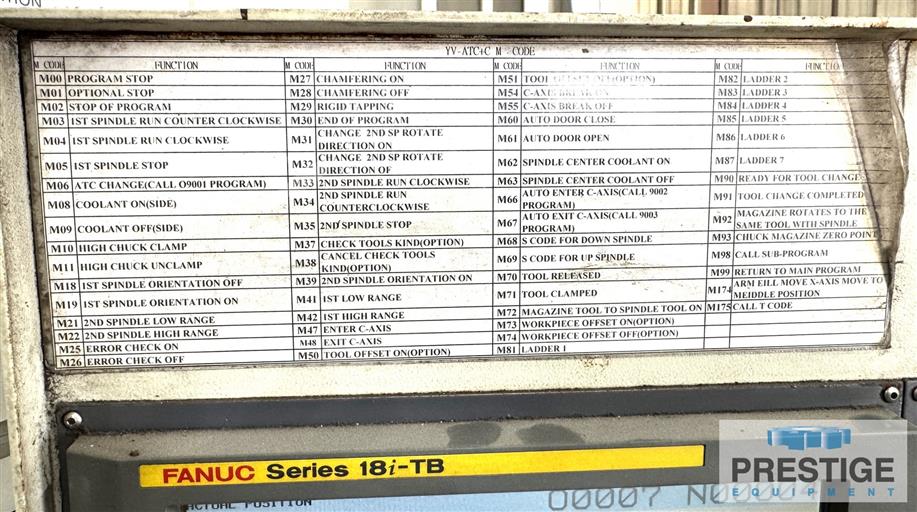 TION
YV-ATC+C M - CODE
M CODE FUNCTION
M00 PROGRAM STOP
M01 OPTIONAL STOP
M02 STOP OF PROGRAM
M03 1ST SPINDLE RUN COUNTER CLOCKWISE
M04 1ST SPINDLE RUN CLOCKWISE
M05 1ST SPINDLE STOP
M06 ATC CHANGE(CALL O9001 PROGRAM)
M08 COOLANT ON(SIDE)
M09 COOLANT OFF(SIDE)
M10 HIGH CHUCK CLAMP
M11 HIGH CHUCK UNCLAMP
M18 1ST SPINDLE ORIENTATION OFF
M19 1ST SPINDLE ORIENTATION ON
M21 2ND SPINDLE LOW RANGE
M22 2ND SPINDLE HIGH RANGE
M25 ERROR CHECK ON
M26 ERROR CHECK OFF
M CODE FUNCTION
M27 CHAMFERING ON
M28 CHAMFERING OFF
M29 RIGID TAPPING
M30 END OF PROGRAM
M31 CHANGE 2ND SP ROTATE
DIRECTION ON
M32 CHANGE 2ND SP ROTATE
DIRECTION OF
M33 2ND SPINDLE RUN CLOCKWISE
M34 2ND SPINDLE RUN
COUNTERCLOCKWISE
M35 2ND SPINDLE STOP
M37 CHECK TOOLS KIND(OPTION)
M38 CANCEL CHECK TOOLS
KIND(OPTION)
M39 2ND SPINDLE ORIENTATION ON
M41 1ST LOW RANGE
M42 1ST HIGH RANGE
M47 ENTER C-AXIS
M48 EXIT C-AXIS
M50 TOOL OFFSET ON(OPTION)
M CODE FUNCTION
M51 TOOL OFFSET OF(OPTION)
M54 C-AXIS BREAK ON
M55 C-AXIS BREAK OFF
M60 AUTO DOOR CLOSE
M61 AUTO DOOR OPEN
M62 SPINDLE CENTER COOLANT ON
M63 SPINDLE CENTER COOLANT OFF
M66 AUTO ENTER C-AXIS(CALL 9002
PROGRAM)
M67 AUTO EXIT C-AXIS(CALL 9003
PROGRAM)
M68 S CODE FOR DOWN SPINDLE
M69 S CODE FOR UP SPINDLE
M70 TOOL RELEASED
M71 TOOL CLAMPED
M72 MAGAZINE TOOL TO SPINDLE TOOL ON
M73 WORKPIECE OFFSET ON(OPTION)
M74 WORKPIECE OFFSET OFF(OPTION)
M81 LADDER 1
M CODE FUNCTION
M82 LADDER 2
M83 LADDER 3
M84 LADDER 4
M85 LADDER 5
M86 LADDER 6
M87 LADDER 7
M90 READY FOR TOOL CHANGE
M91 TOOL CHANGE COMPLETED
M92 MAGAZINE ROTATES TO THE
SAME TOOL WITH SPINDLE
M93 CHUCK MAGAZINE ZERO POINT
M98 CALL SUB-PROGRAM
M99 RETURN TO MAIN PROGRAM
M174 ARM EILL MOVE X-AXIS MOVE TO
MEIDDLE POSITION
M175 CALL T CODE
FANUC Series 18i-TB
ACTUAL POSITION
O0007 N0000
PRESTIGE
EQUIPMENT